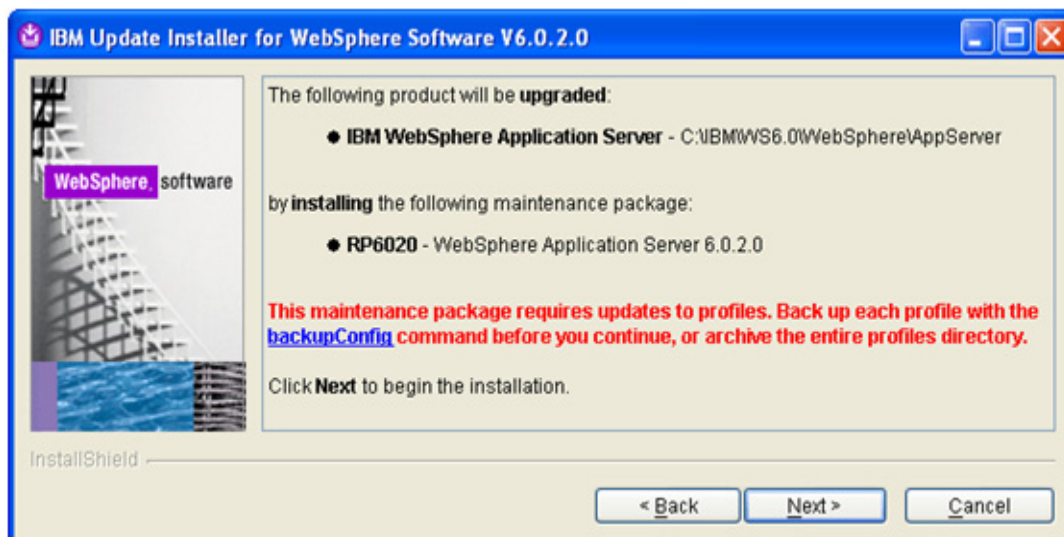 IBM Update Installer for WebSphere Software V6.0.2.0
The following product will be upgraded:
● IBM WebSphere Application Server - C:\IBM\WS6.0\WebSphere\AppServer
WebSphere. software
by installing the following maintenance package:
● RP6020 - WebSphere Application Server 6.0.2.0
This maintenance package requires updates to profiles. Back up each profile with the
backupConfig command before you continue, or archive the entire profiles directory.
Click Next to begin the installation.
InstallShield
< Back
Next >
Cancel